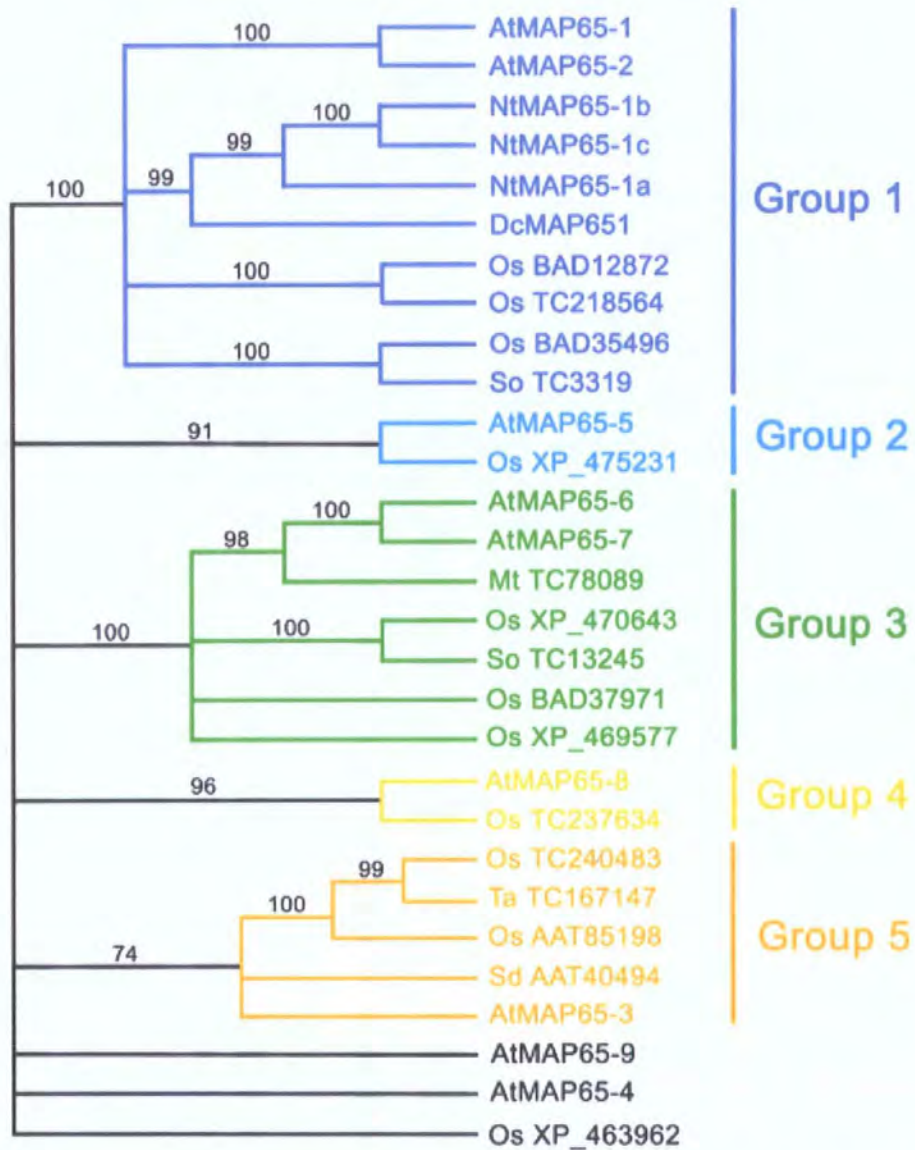 100
AtMAP65-1
AtMAP65-2
100
NtMAP65-1b
99
NtMAP65-1c
100
99
NtMAP65-1a
Group 1
DcMAP651
100
Os BAD12872
Os TC218564
100
Os BAD35496
So TC3319
91
AtMAP65-5
Group 2
Os XP_475231
AtMAP65-6
100
98
AtMAP65-7
Mt TC78089
100
100
Os XP_470643
Group 3
So TC13245
Os BAD37971
Os XP_469577
96
AtMAP65-8
Group 4
Os TC237634
99
Os TC240483
100
Ta TC167147
Os AAT85198
Group 5
74
Sd AAT40494
AtMAP65-3
AtMAP65-9
AtMAP65-4
Os XP_463962